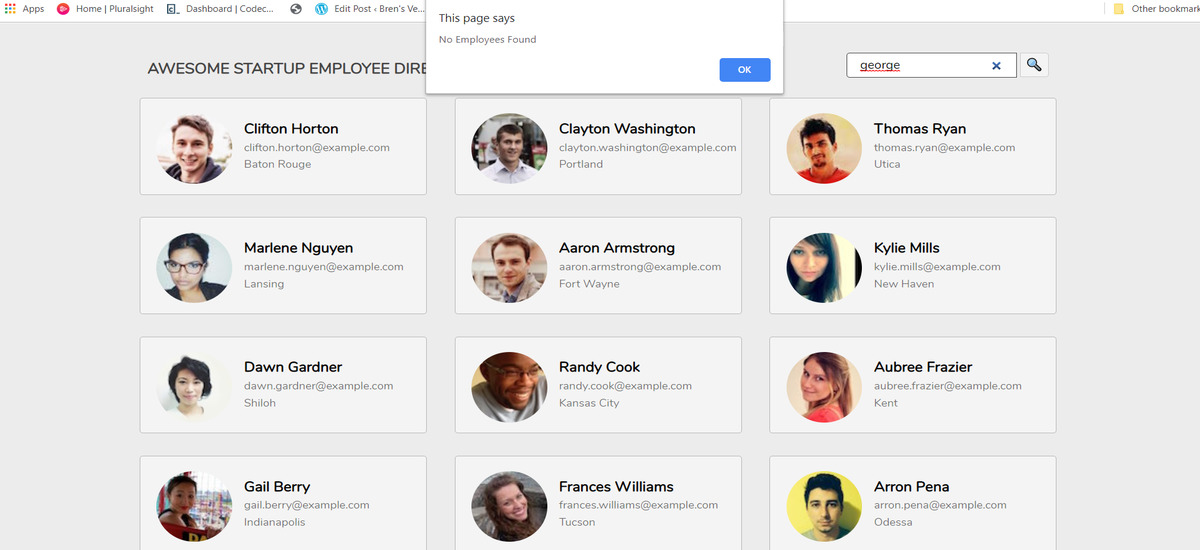 Apps
Home | Pluralsight
Dashboard | Codec...
Edit Post ‹ Bren's Ve...
Other bookmark
This page says
No Employees Found
OK
AWESOME STARTUP EMPLOYEE DIRE
george
Clifton Horton
clifton.horton@example.com
Baton Rouge
Clayton Washington
clayton.washington@example.com
Portland
Thomas Ryan
thomas.ryan@example.com
Utica
Marlene Nguyen
marlene.nguyen@example.com
Lansing
Aaron Armstrong
aaron.armstrong@example.com
Fort Wayne
Kylie Mills
kylie.mills@example.com
New Haven
Dawn Gardner
dawn.gardner@example.com
Shiloh
Randy Cook
randy.cook@example.com
Kansas City
Aubree Frazier
aubree.frazier@example.com
Kent
Gail Berry
gail.berry@example.com
Indianapolis
Frances Williams
frances.williams@example.com
Tucson
Arron Pena
arron.pena@example.com
Odessa